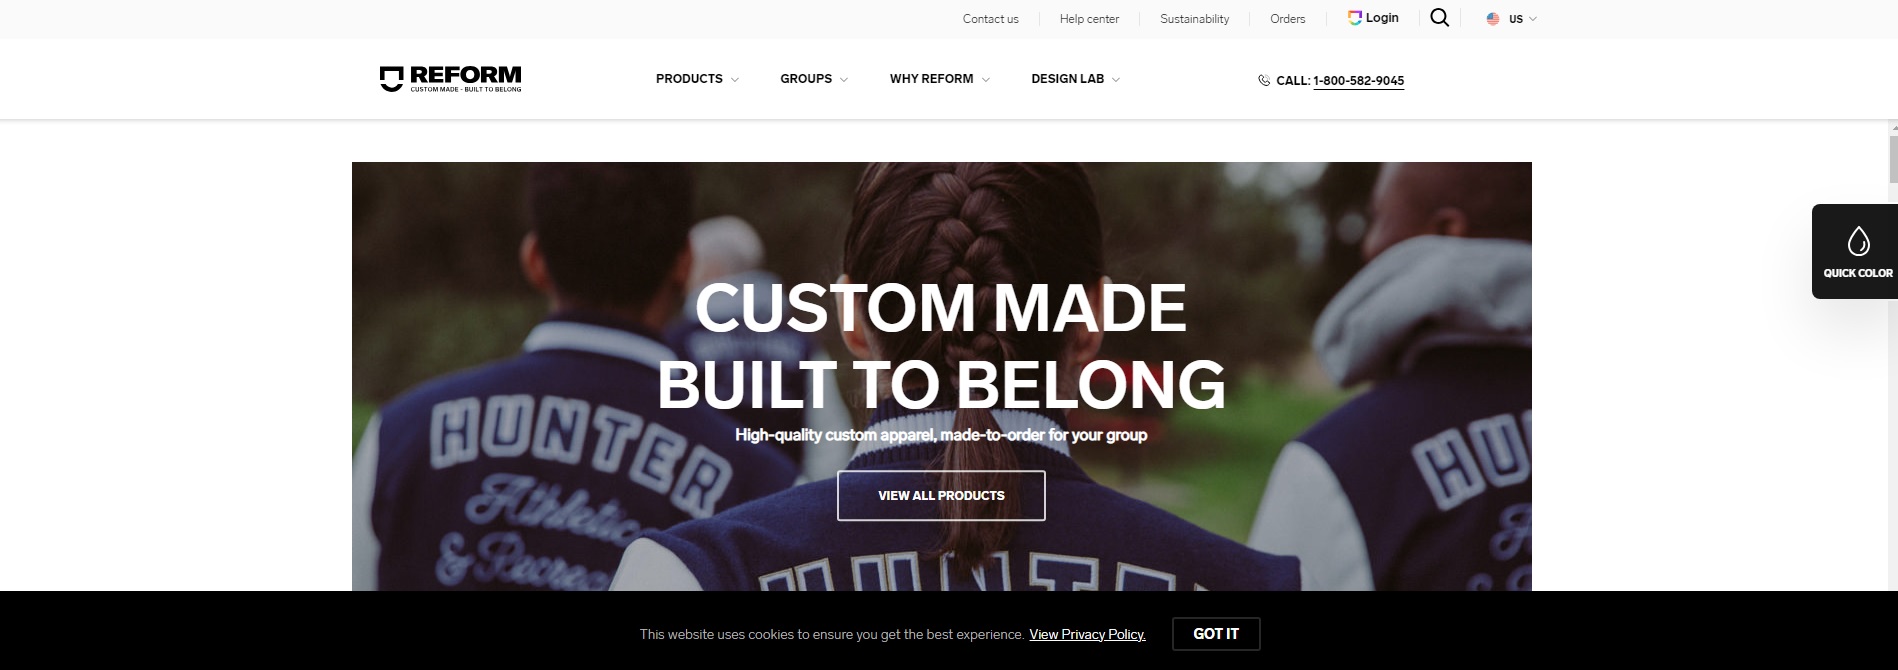 Contact us
Help center
Sustainability
Orders
Login
US
REFORM
CUSTOM MADE - BUILT TO BELONG
PRODUCTS
GROUPS
WHY REFORM
DESIGN LAB
CALL: 1-800-582-9045
QUICK COLOR
CUSTOM MADE
BUILT TO BELONG
High-quality custom apparel, made-to-order for your group
VIEW ALL PRODUCTS
HUNTER
Athletic
&
HU
HUNTE
This website uses cookies to ensure you get the best experience. View Privacy Policy.
GOT IT